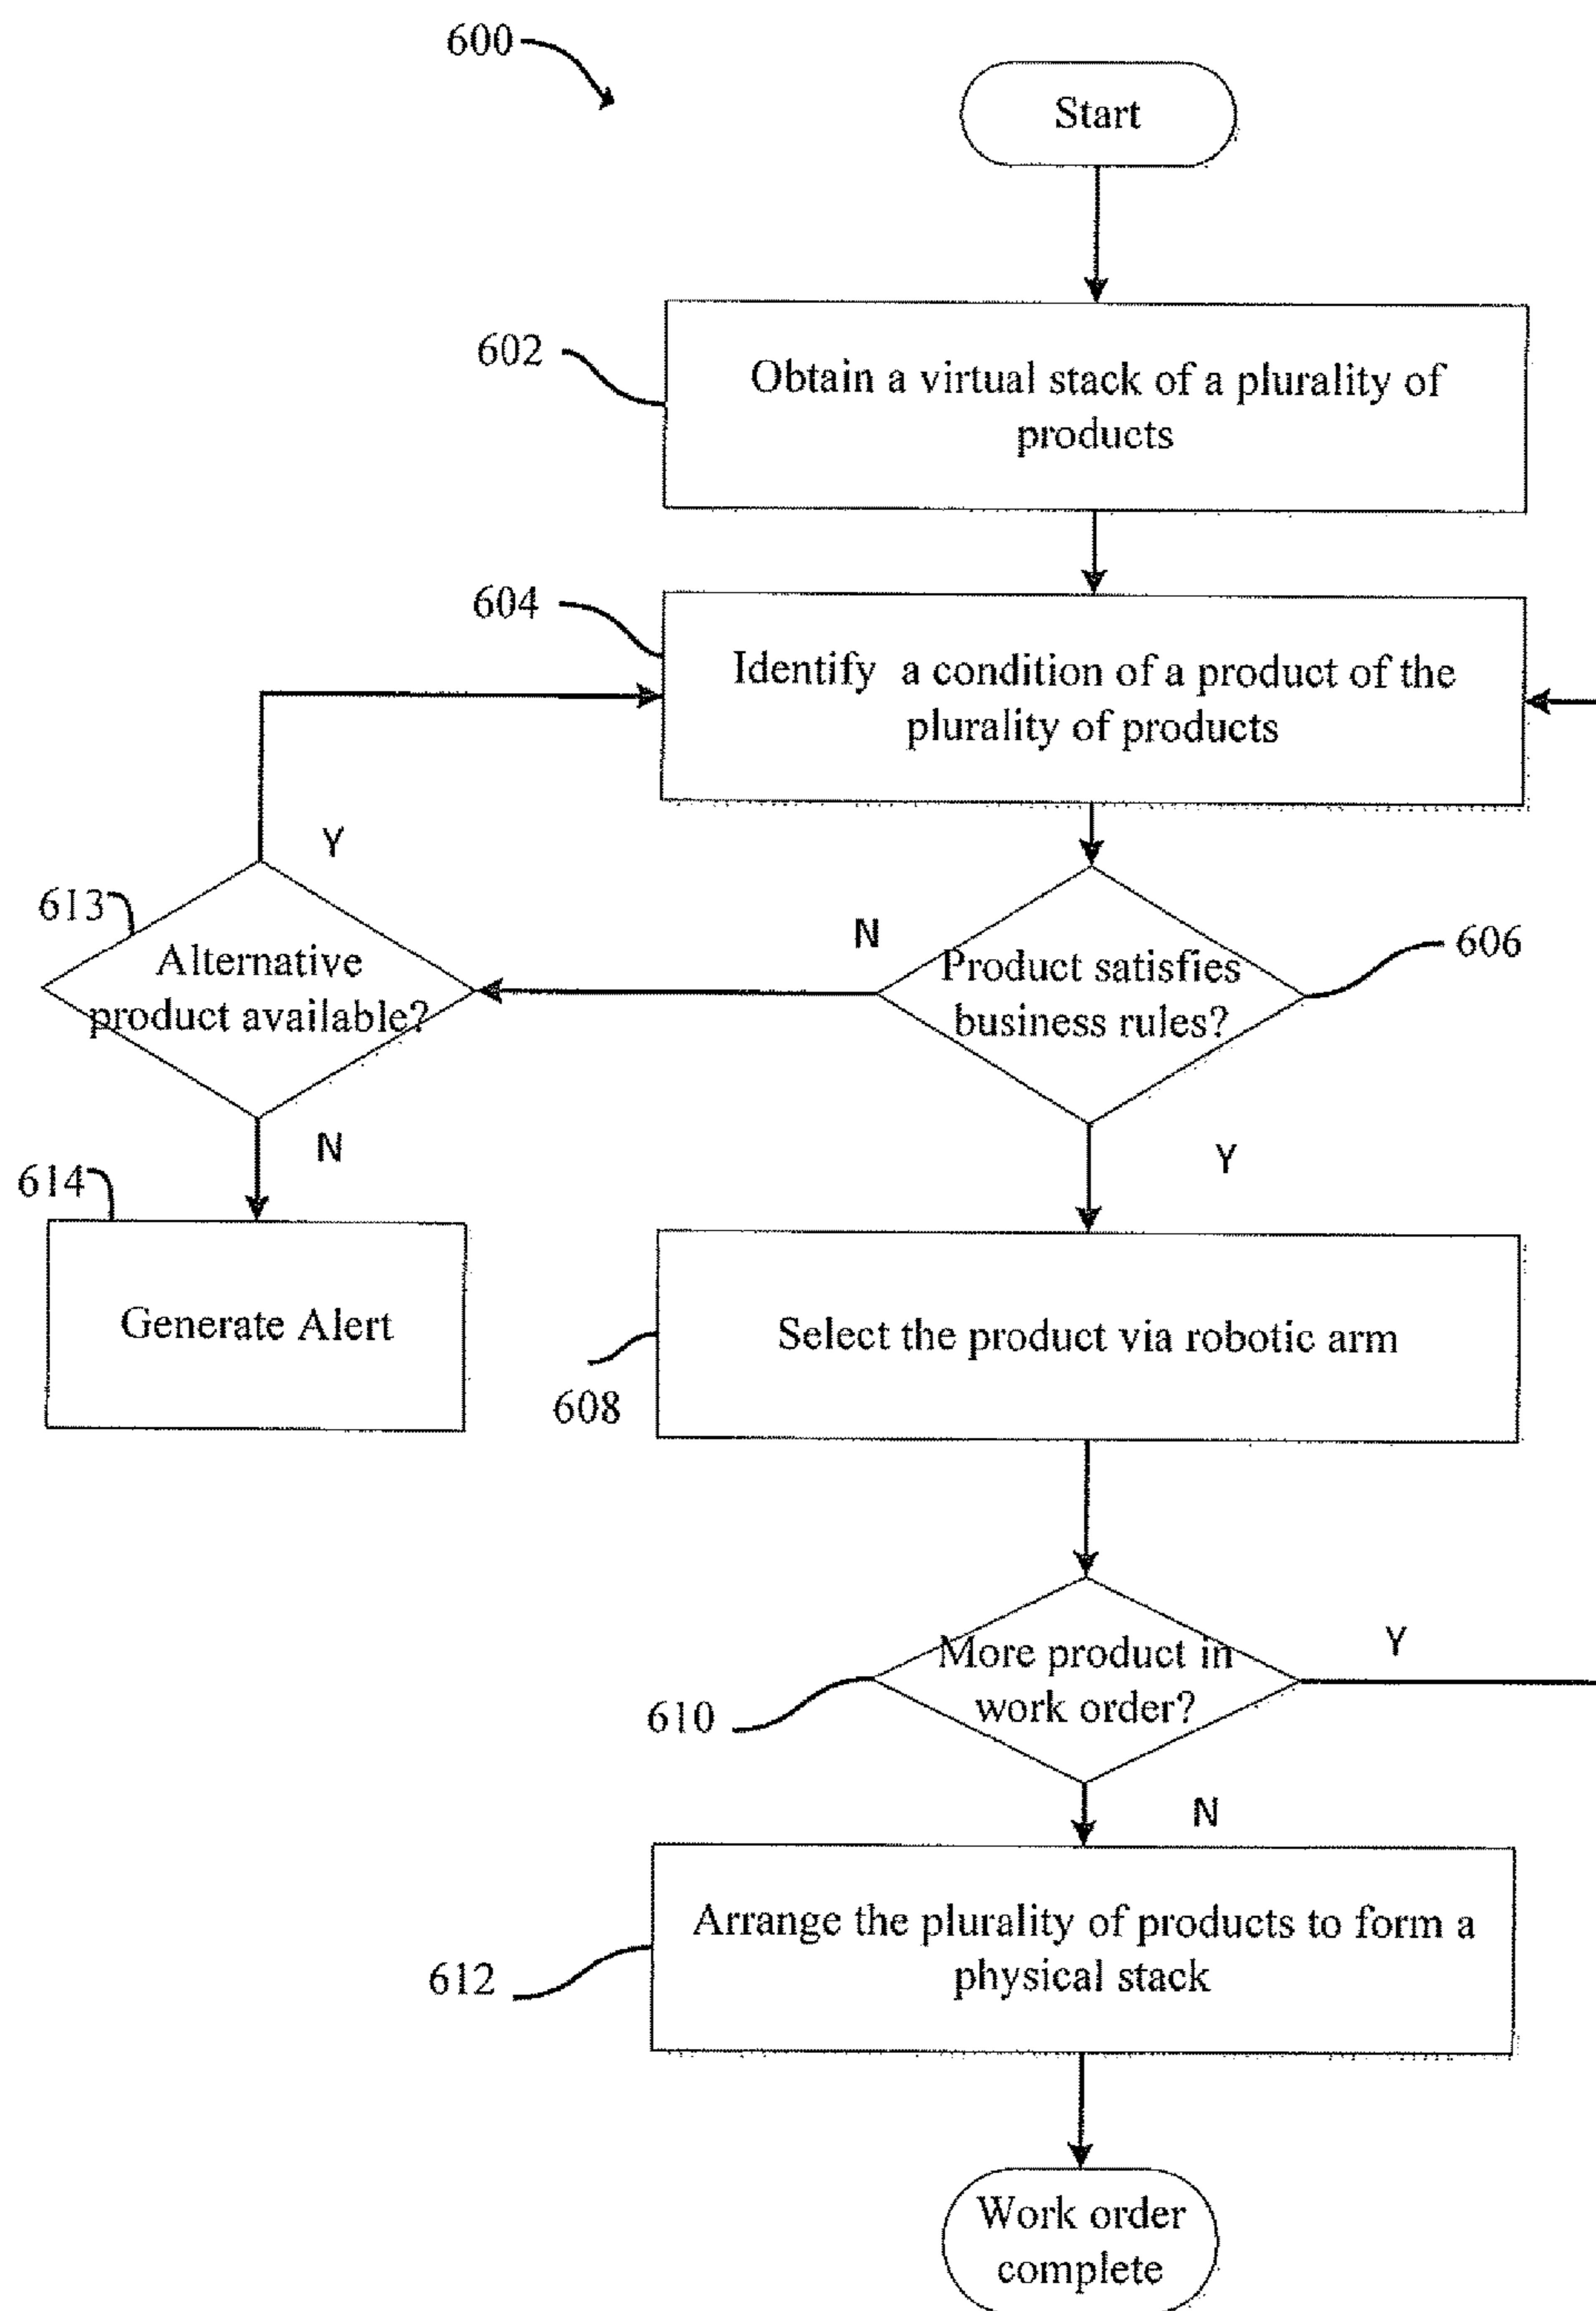 600
Start
602
Obtain a virtual stack of a plurality of
products
604
Identify a condition of a product of the
plurality of products
Y
613
Alternative
product available?
N
Product satisfies
business rules?
606
N
Y
614
Generate Alert
Select the product via robotic arm
608
More product in
work order?
Y
610
N
Arrange the plurality of products to form a
physical stack
612
Work order
complete